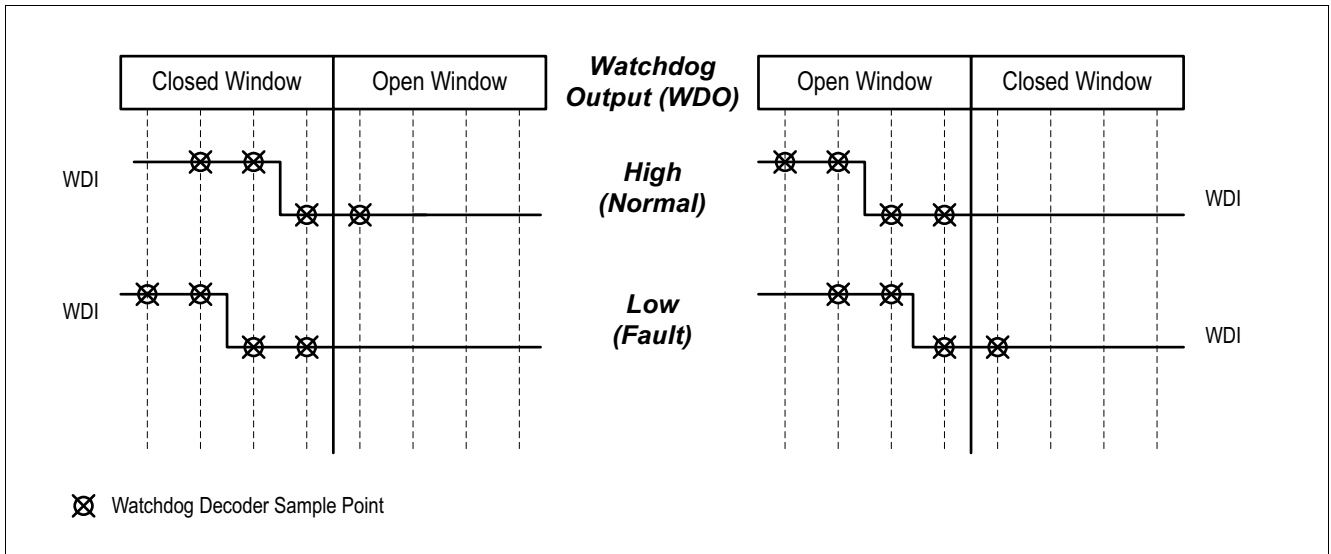 Closed Window
Open Window
Watchdog
Output (WDO)
Open Window
Closed Window
WDI
High
(Normal)
WDI
WDI
Low
(Fault)
WDI
Watchdog Decoder Sample Point